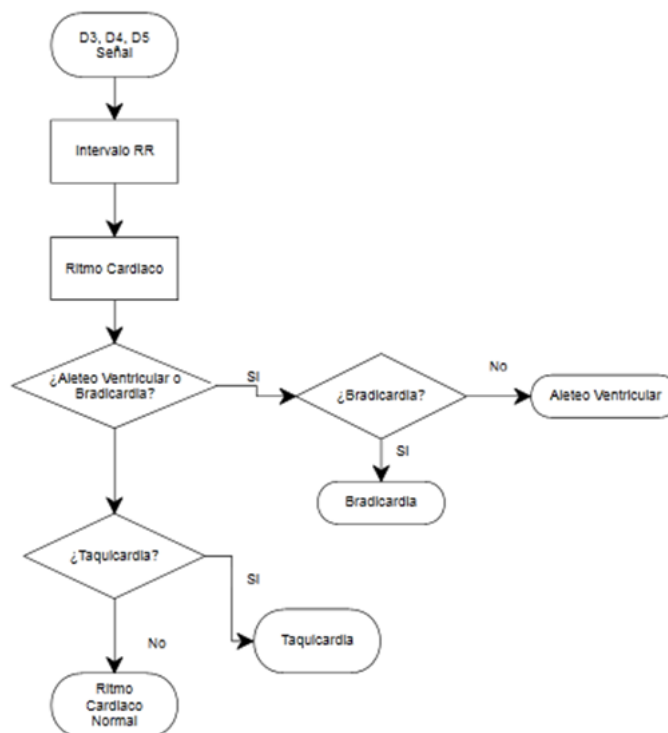 D3, D4, D5
Señal
Intervalo RR
Ritmo Cardiaco
¿Aleteo Ventricular o
Bradicardia?
SI
¿Bradicardia?
No
Aleteo Ventricular
SI
Bradicardia
¿Taquicardia?
SI
Taquicardia
No
Ritmo
Cardiaco
Normal